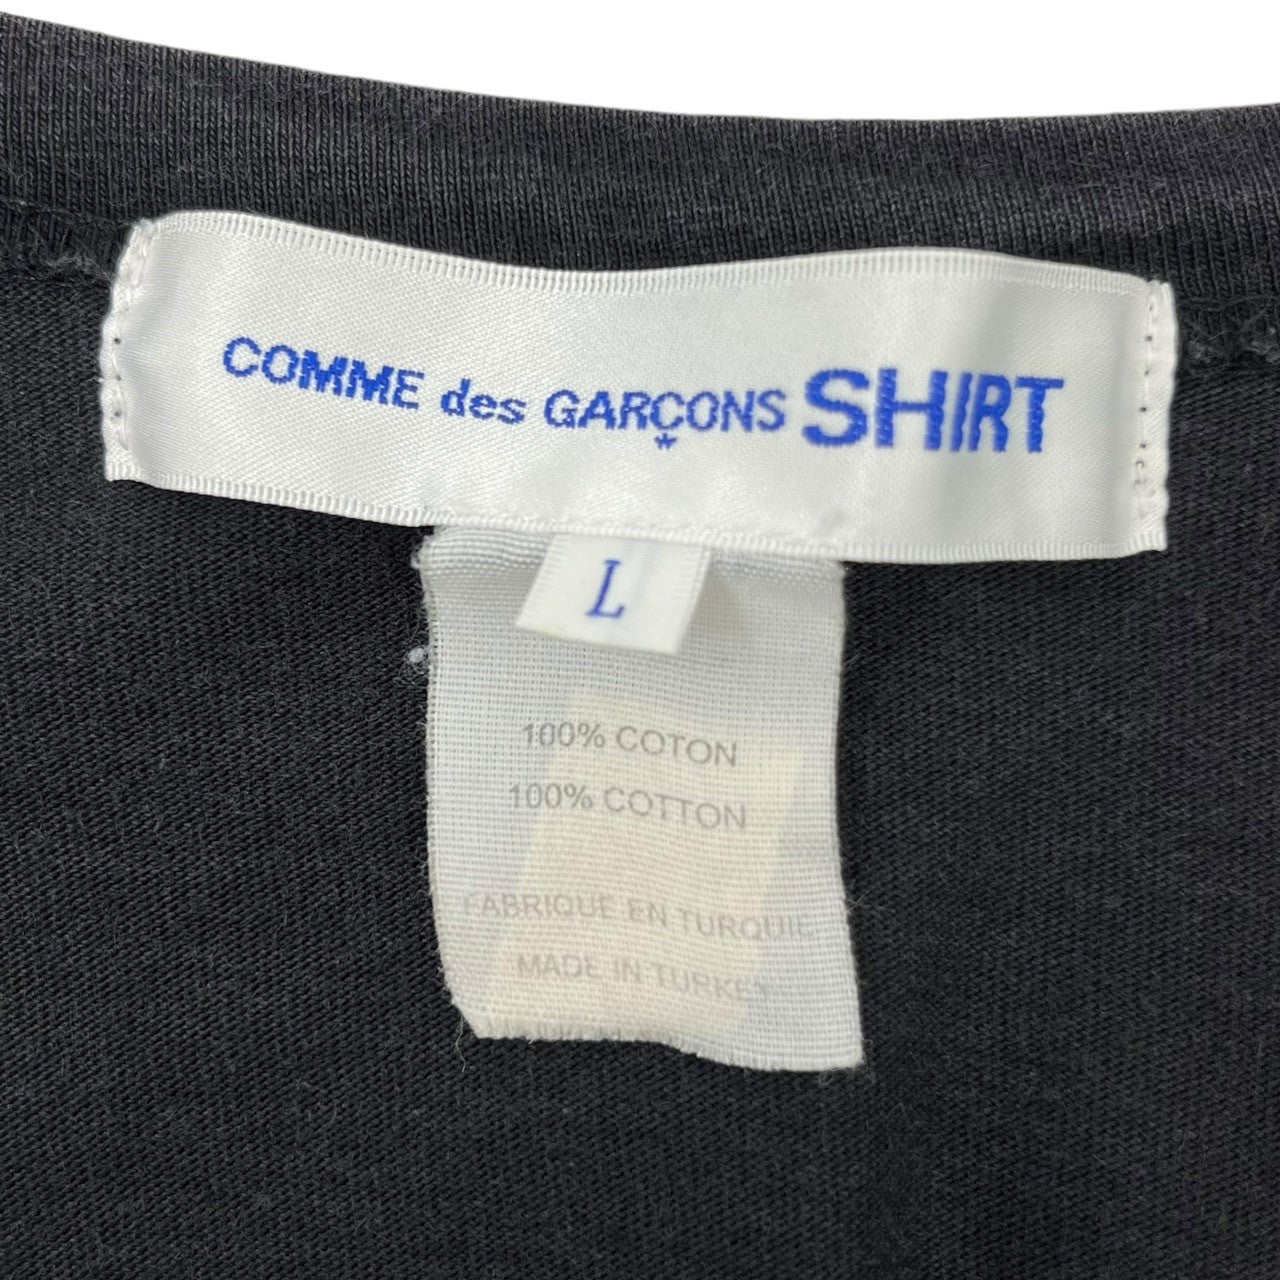 COMME des GARÇONS SHIRT
L
100% COTON
100% COTTON
FABRIQUE EN TURQUIE
MADE IN TURKEY